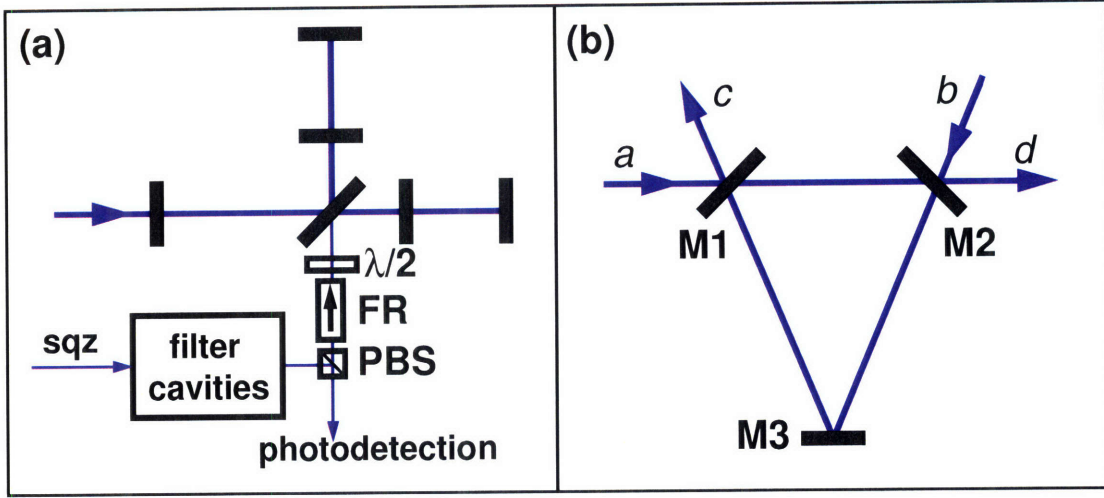 (a)
λ/2
FR
PBS
sqz
filter
cavities
photodetection
(b)
c
b
a
d
M1
M2
M3